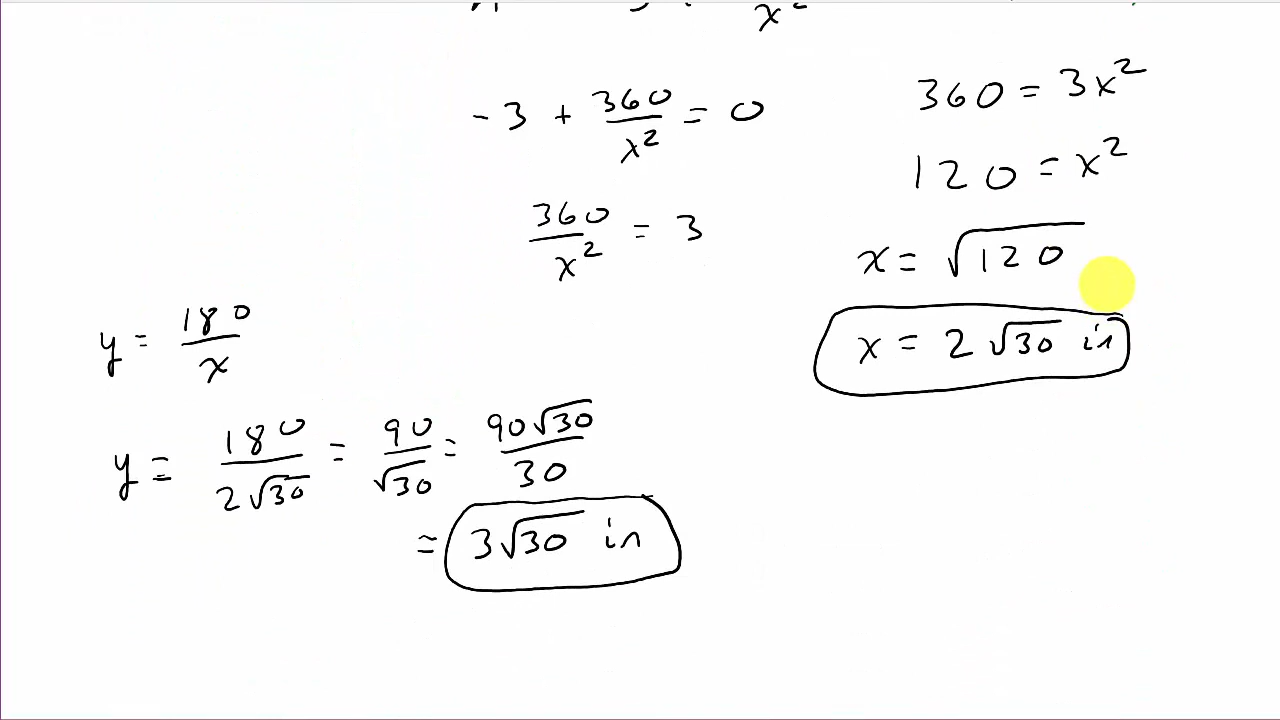 -3 + 360/x² = 0
360/x² = 3
360 = 3x²
120 = x²
x = √120
x = 2√30 in
y = 180/x
y = 180/2√30 = 90/√30 = 90√30/30
= 3√30 in